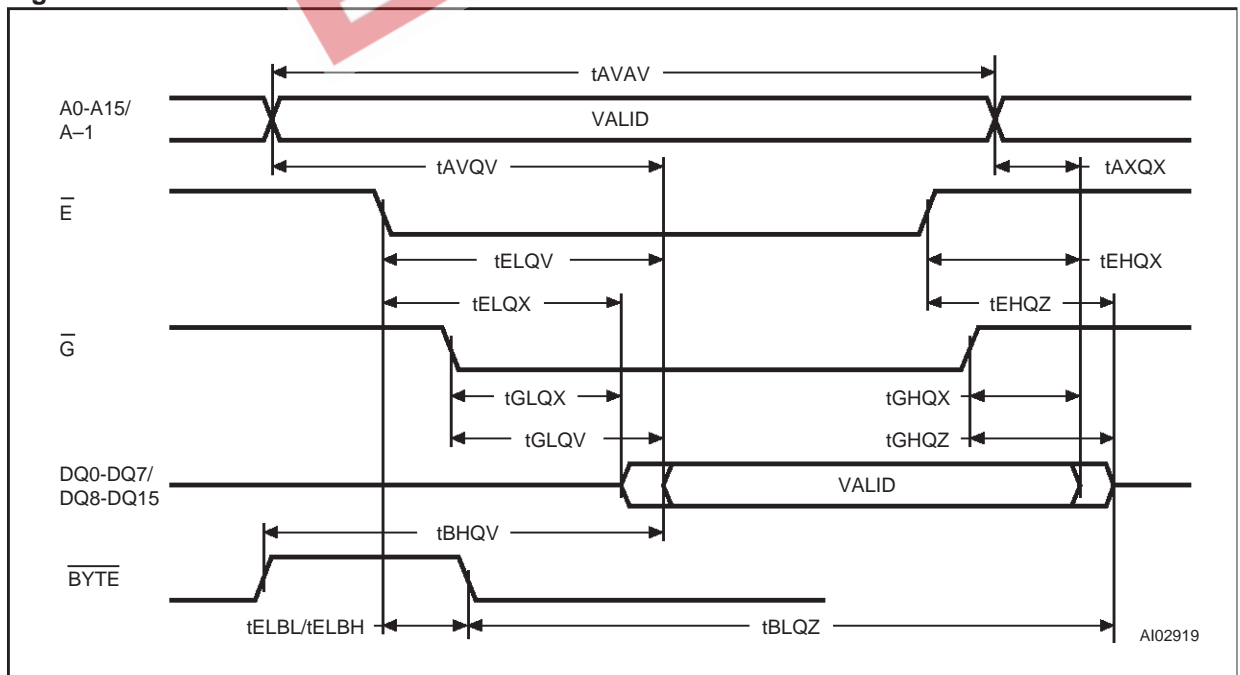 tAVAV
A0-A15/
A–1
VALID
tAVQV
tAXQX
E
tELQV
tEHQX
tELQX
tEHQZ
G
tGLQX
tGHQX
tGLQV
tGHQZ
DQ0-DQ7/
DQ8-DQ15
VALID
tBHQV
BYTE
tELBL/tELBH
tBLQZ
AI02919